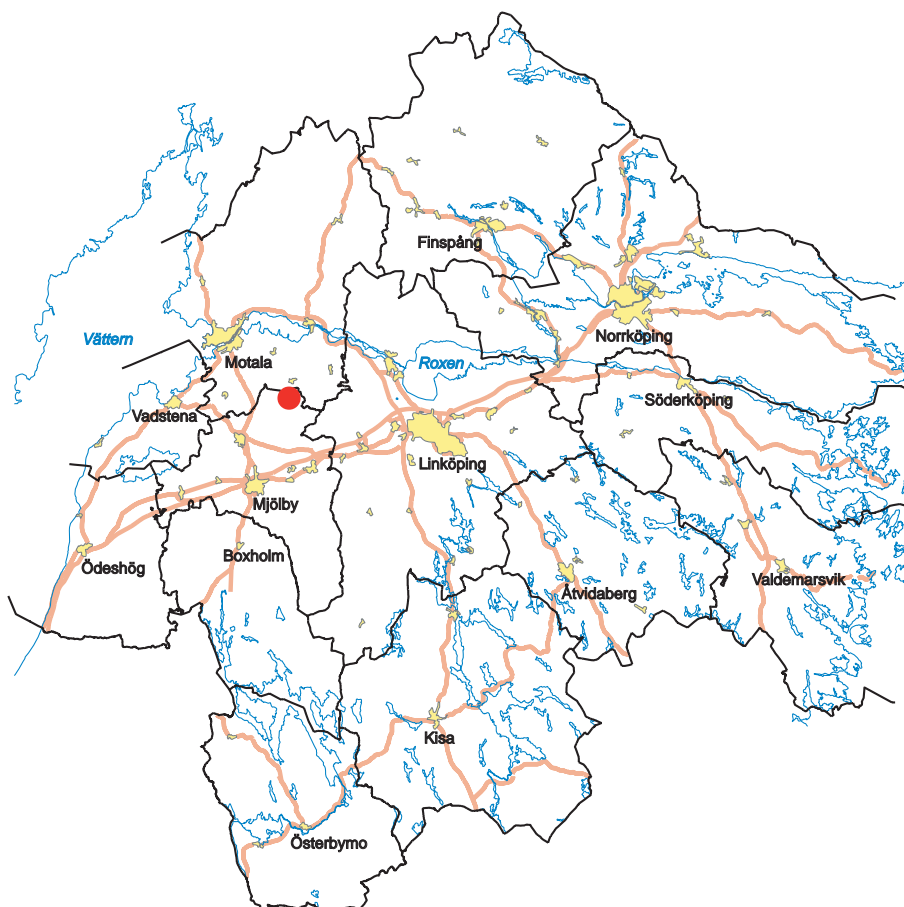 Finspång
Norrköping
Vättern
Motala
Roxen
Söderköping
Vadstena
Linköping
Mjölby
Boxholm
Ödeshög
Valdemarsvik
Åtvidaberg
Kisa
Österbymo